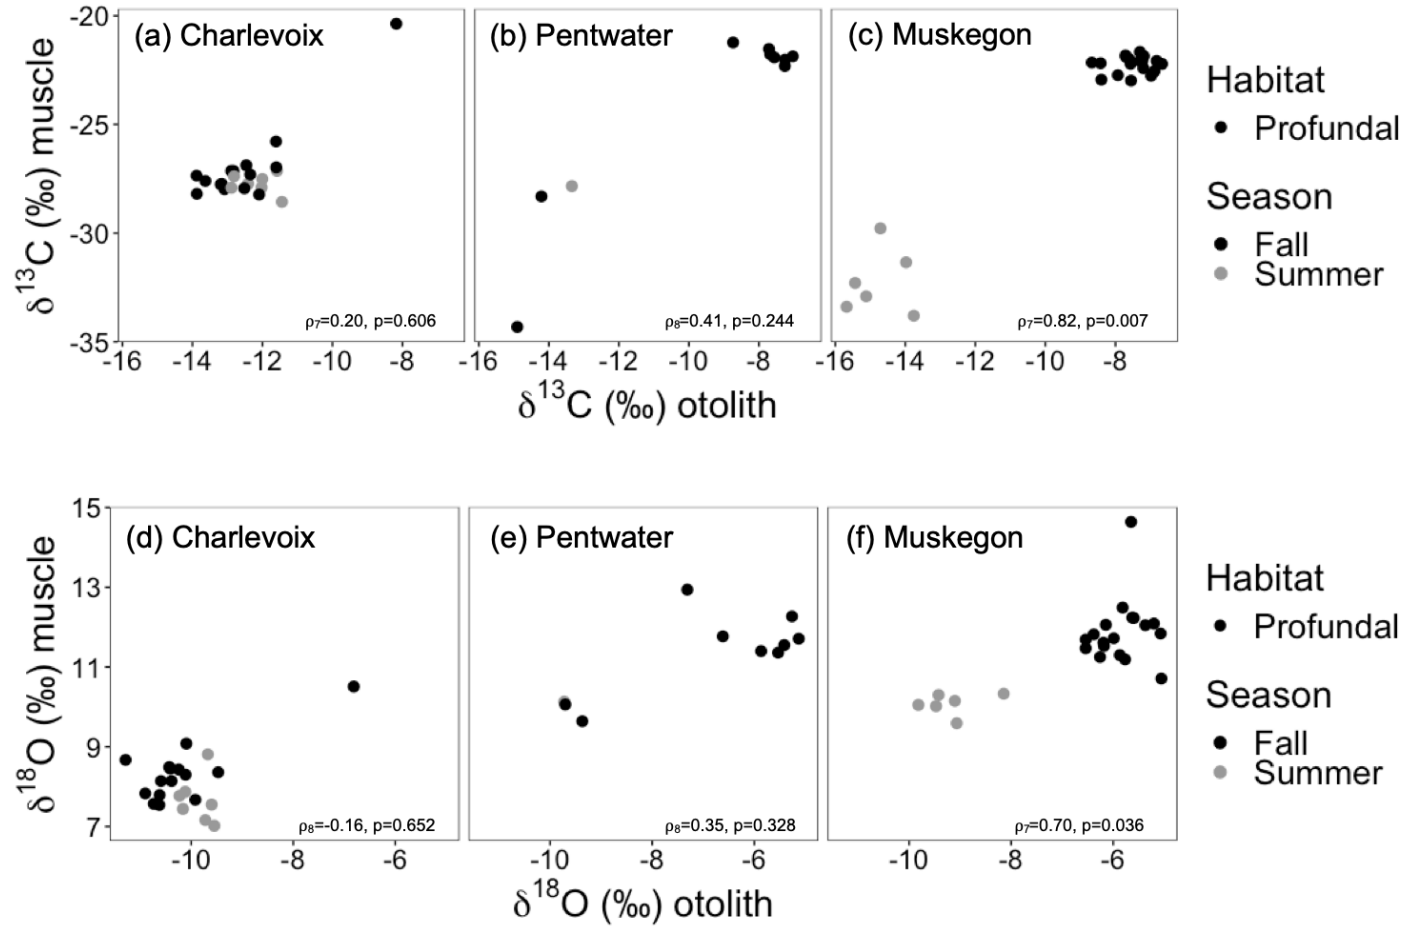 (a) Charlevoix
(b) Pentwater
(c) Muskegon
-20
-25
-30
-35
δ13C (‰) muscle
ρ7=0.20, p=0.606
ρ8=0.41, p=0.244
ρ7=0.82, p=0.007
-16 -14 -12 -10 -8
-16 -14 -12 -10 -8
-16 -14 -12 -10 -8
δ13C (‰) otolith
Habitat
Profundal
Season
Fall
Summer
(d) Charlevoix
(e) Pentwater
(f) Muskegon
15
13
11
9
7
δ18O (‰) muscle
ρ8=-0.16, p=0.652
ρ8=0.35, p=0.328
ρ7=0.70, p=0.036
-10 -8 -6
-10 -8 -6
-10 -8 -6
δ18O (‰) otolith
Habitat
Profundal
Season
Fall
Summer